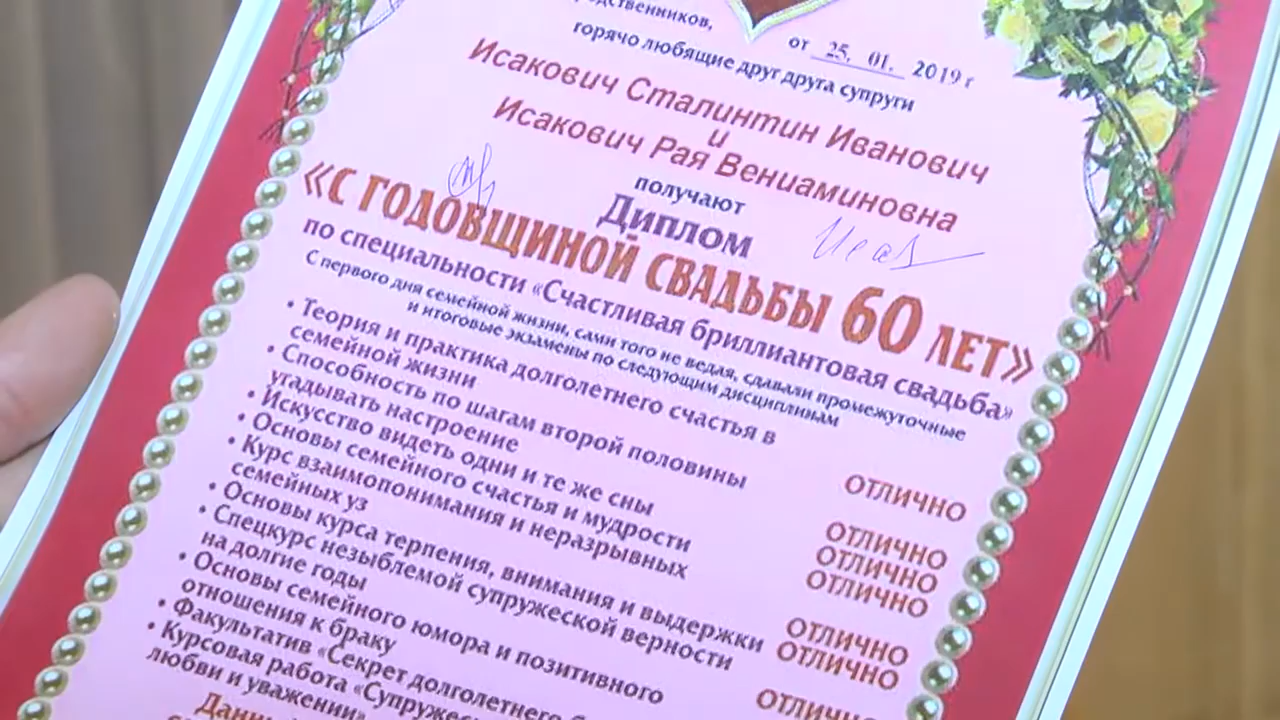 от 25. 01. 2019 г
горячо любящие друг друга супруги
Исакович Сталинтин Иванович
и
Исакович Рая Вениаминовна
получают
Диплом
«С ГОДОВЩИНОЙ СВАДЬБЫ 60 ЛЕТ»
по специальности «Счастливая бриллиантовая свадьба»
С первого дня семейной жизни, сами того не ведая, сдавали промежуточные
и итоговые экзамены по следующим дисциплинам
• Теория и практика долголетнего счастья в
семейной жизни ОТЛИЧНО
• Способность по шагам второй половины
угадывать настроение ОТЛИЧНО
• Искусство видеть одни и те же сны ОТЛИЧНО
• Основы семейного счастья и мудрости ОТЛИЧНО
• Курс взаимопонимания и неразрывных
семейных уз ОТЛИЧНО
• Основы курса терпения, внимания и выдержки ОТЛИЧНО
• Спецкурс незыблемой супружеской верности
на долгие годы
• Основы семейного юмора и позитивного
отношения к браку
• Факультатив «Секрет долголетнего
• Курсовая работа
любви и уважении»